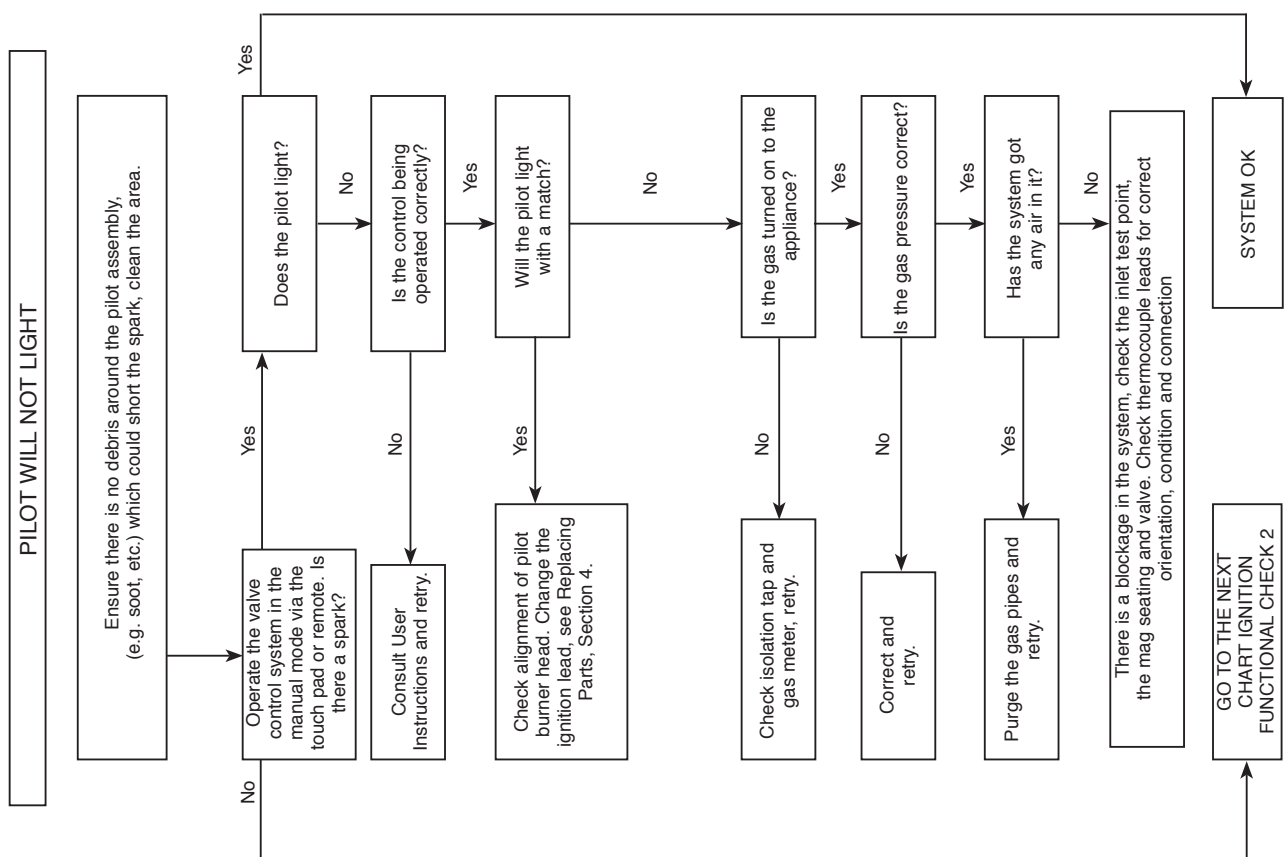 PILOT WILL NOT LIGHT
Ensure there is no debris around the pilot assembly,
(e.g. soot, etc.) which could short the spark, clean the area.
Operate the valve
control system in the
manual mode via the
touch pad or remote. Is
there a spark?
Yes
No
Does the pilot light?
Yes
No
Is the control being
operated correctly?
No
Consult User
Instructions and retry.
Yes
Will the pilot light
with a match?
Yes
Check alignment of pilot
burner head. Change the
ignition lead, see Replacing
Parts, Section 4.
No
Is the gas turned on to the
appliance?
No
Check isolation tap and
gas meter, retry.
Yes
Is the gas pressure correct?
No
Correct and
retry.
Yes
Has the system got
any air in it?
Yes
Purge the gas pipes and
retry.
No
There is a blockage in the system, check the inlet test point,
the mag seating and valve. Check thermocouple leads for correct
orientation, condition and connection
GO TO THE NEXT
CHART IGNITION
FUNCTIONAL CHECK 2
SYSTEM OK